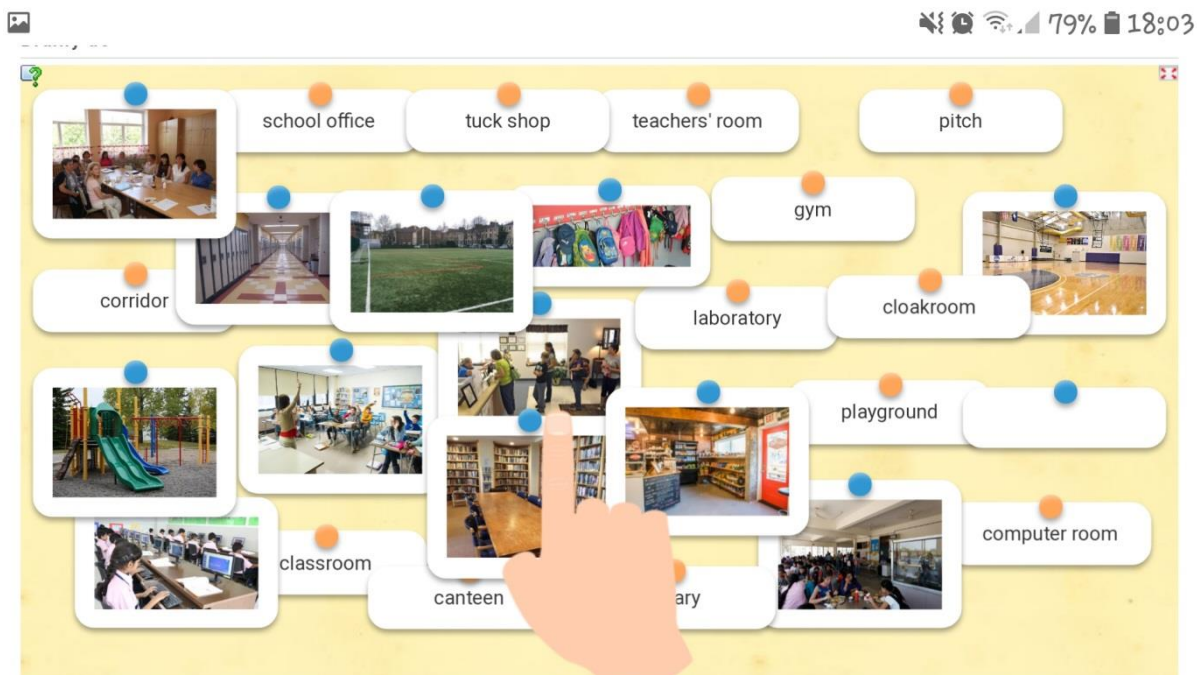 79% 18:03
school office
tuck shop
teachers' room
pitch
gym
corridor
laboratory
cloakroom
playground
classroom
computer room
canteen